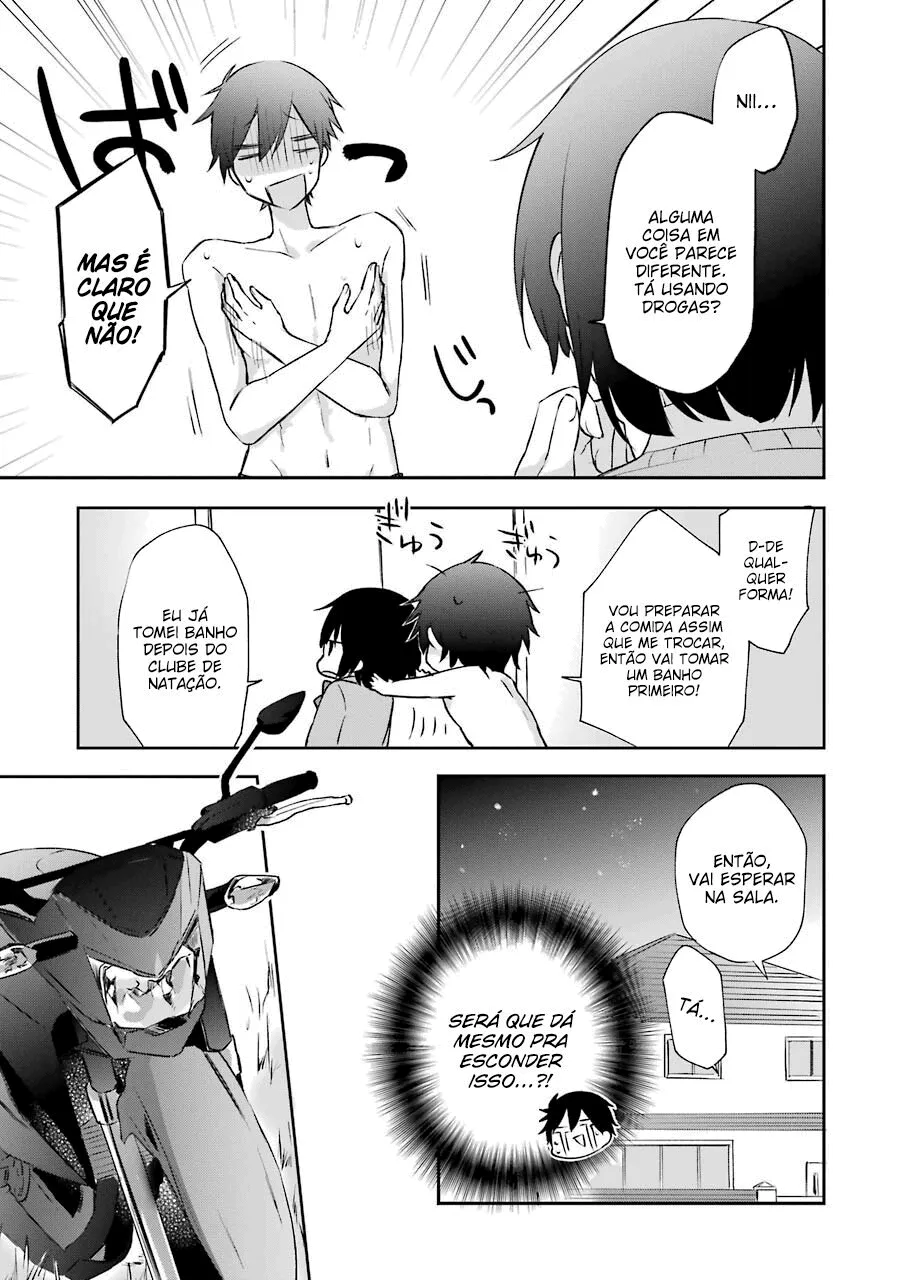 NII...
ALGUMA
COISA EM
VOCÊ PARECE
DIFERENTE.
TÁ USANDO
DROGAS?
ばっ
MAS É
CLARO
QUE
NÃO!
D-DE
QUAL-
QUER
FORMA!
VOU PREPARAR
A COMIDA ASSIM
QUE ME TROCAR,
ENTÃO VAI TOMAR
UM BANHO
PRIMEIRO!
ぎゅう
ぎゅう
EU JÁ
TOMEI BANHO
DEPOIS DO
CLUBE DE
NATAÇÃO.
ENTÃO,
VAI ESPERAR
NA SALA.
TÁ...
SERÁ QUE DÁ
MESMO PRA
ESCONDER
ISSO...?!